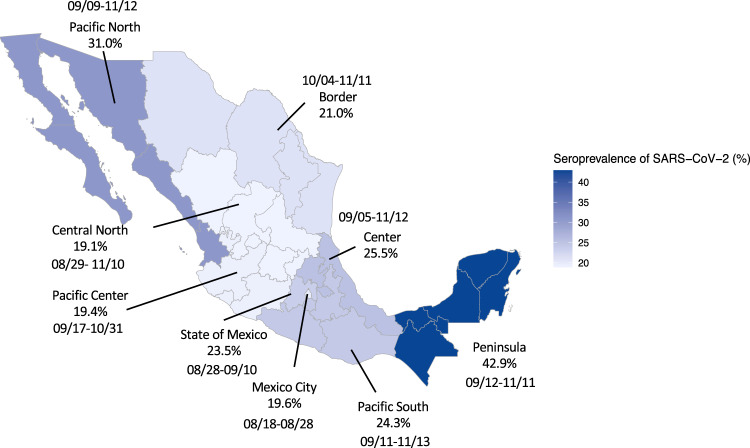 09/09-11/12
Pacific North
31.0%
10/04-11/11
Border
21.0%
Seroprevalence of SARS−CoV−2 (%)
40
35
30
25
20
09/05-11/12
Center
25.5%
Central North
19.1%
08/29- 11/10
Pacific Center
19.4%
09/17-10/31
State of Mexico
23.5%
08/28-09/10
Mexico City
19.6%
08/18-08/28
Pacific South
24.3%
09/11-11/13
Peninsula
42.9%
09/12-11/11